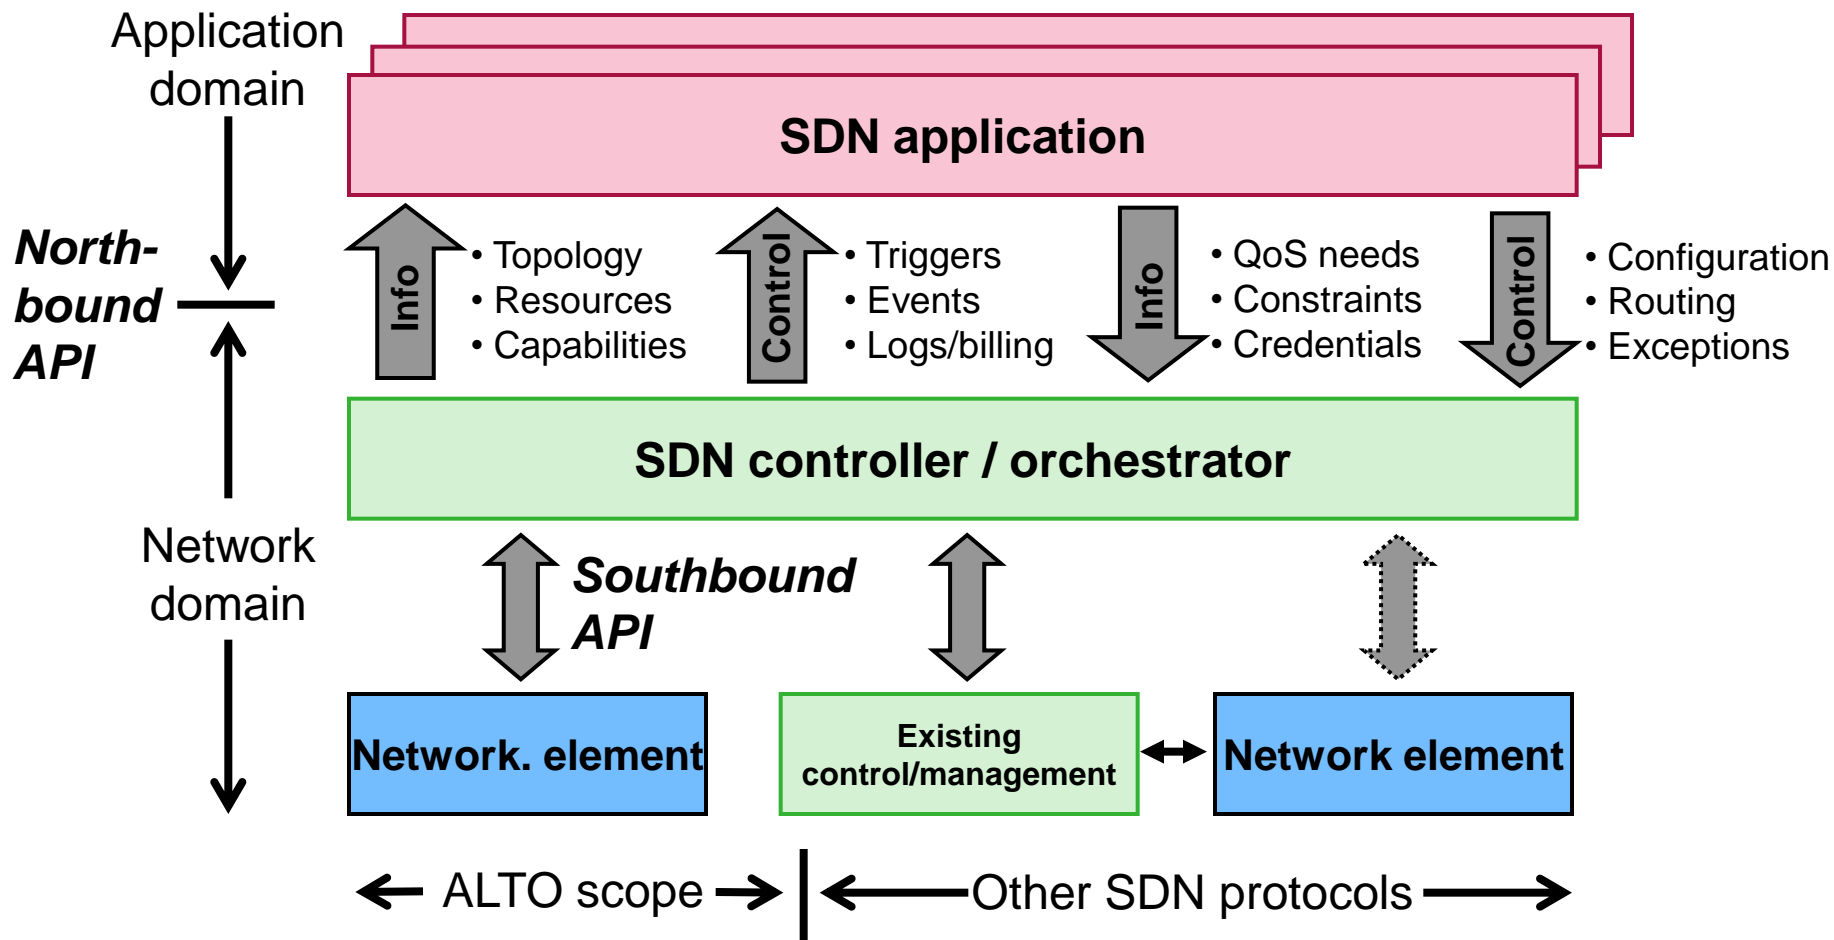 Application
domain
SDN application
North-
bound
API
Info
• Topology
• Resources
• Capabilities
Control
• Triggers
• Events
• Logs/billing
Info
• QoS needs
• Constraints
• Credentials
Control
• Configuration
• Routing
• Exceptions
SDN controller / orchestrator
Network
domain
Southbound
API
Network. element
Existing
control/management
Network element
ALTO scope
Other SDN protocols